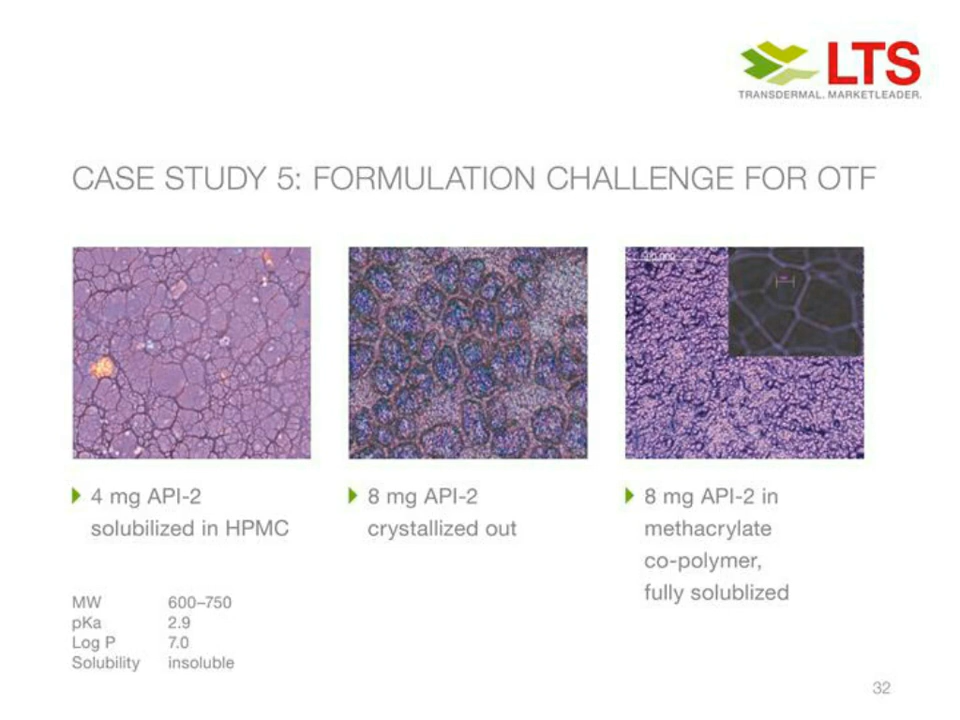 LTS
TRANSDERMAL. MARKETLEADER.
CASE STUDY 5: FORMULATION CHALLENGE FOR OTF
4 mg API-2
solubilized in HPMC
8 mg API-2
crystallized out
8 mg API-2 in
methacrylate
co-polymer,
fully solublized
MW 600–750
pKa 2.9
Log P 7.0
Solubility insoluble
32